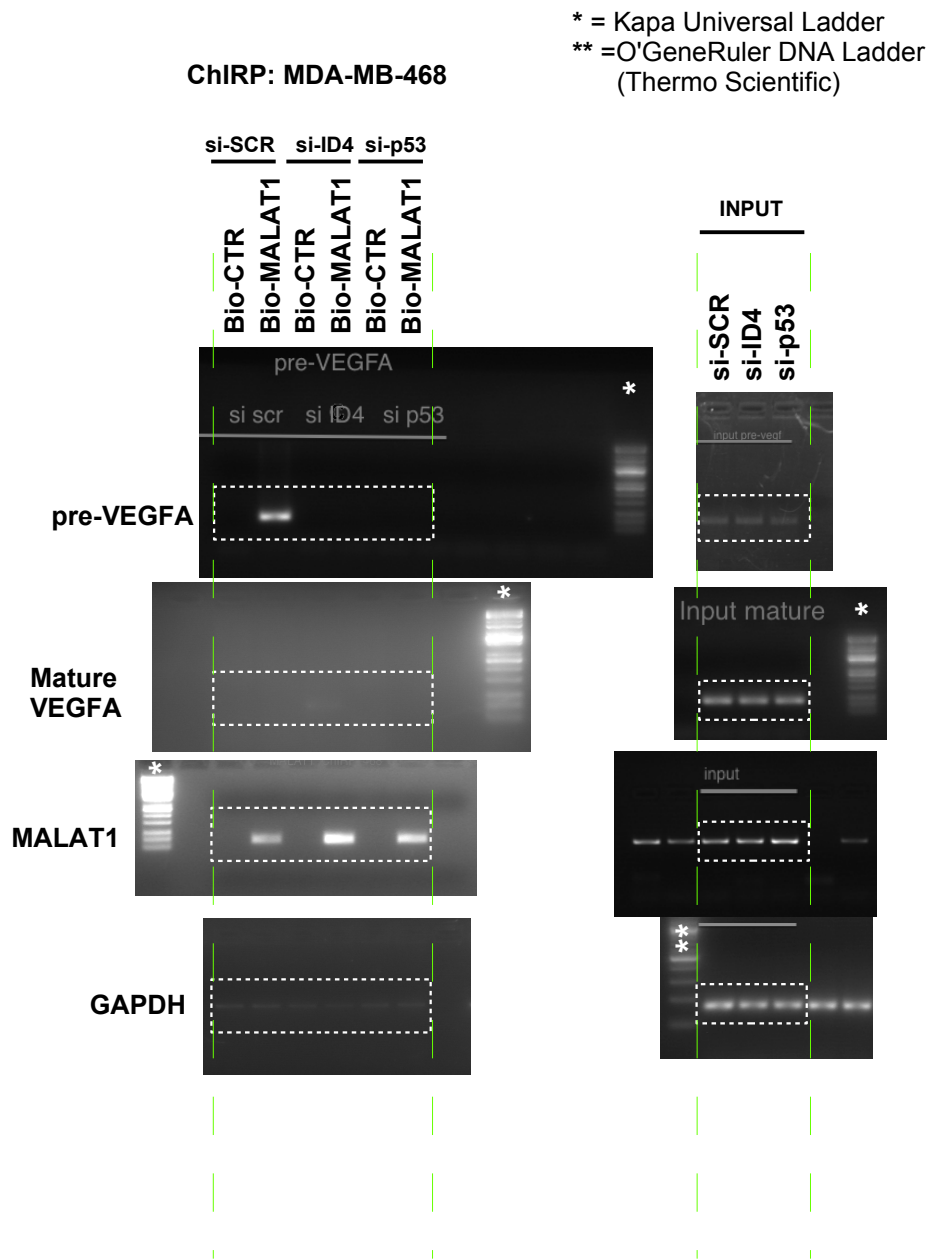 * = Kapa Universal Ladder
** =O'GeneRuler DNA Ladder
(Thermo Scientific)
ChIRP: MDA-MB-468
si-SCR si-ID4 si-p53
Bio-CTR
Bio-MALAT1
Bio-CTR
Bio-MALAT1
Bio-CTR
Bio-MALAT1
INPUT
si-SCR
si-ID4
si-p53
pre-VEGFA
si scr si ID4 si p53
*
input pre-vegf
pre-VEGFA
*
Input mature *
Mature
VEGFA
*
input
MALAT1
**
GAPDH